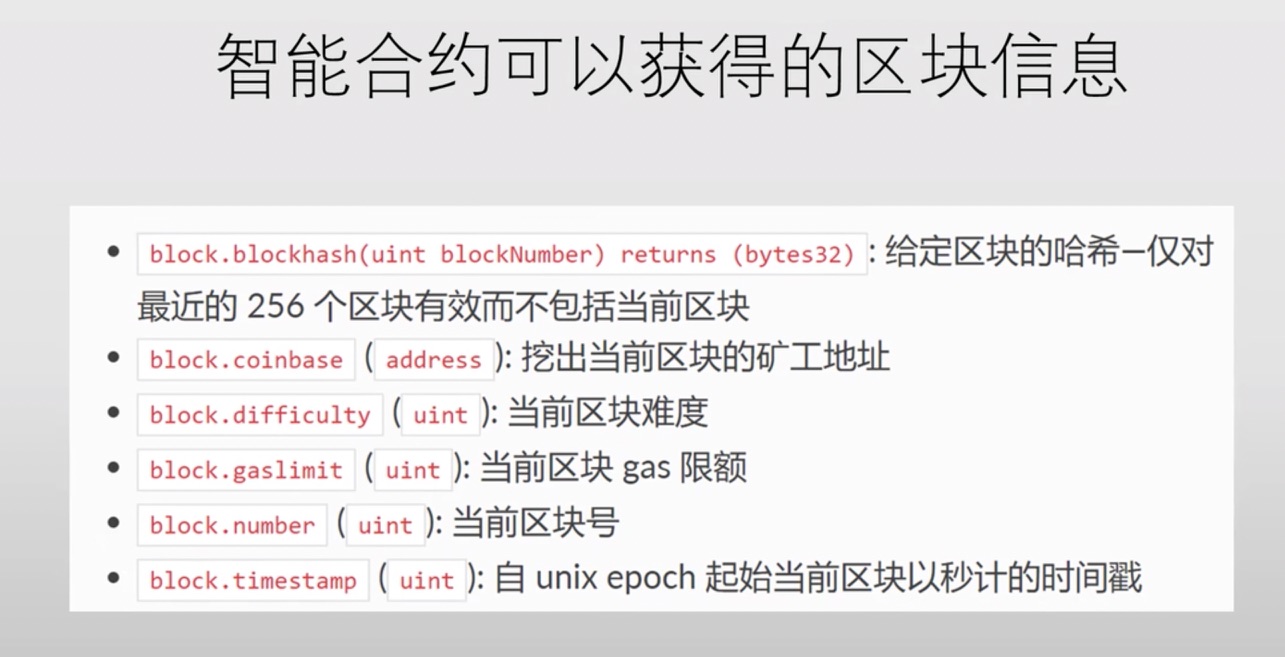 智能合约可以获得的区块信息
• block.blockhash(uint blockNumber) returns (bytes32) : 给定区块的哈希—仅对
最近的 256 个区块有效而不包括当前区块
• block.coinbase ( address ): 挖出当前区块的矿工地址
• block.difficulty ( uint ): 当前区块难度
• block.gaslimit ( uint ): 当前区块 gas 限额
• block.number ( uint ): 当前区块号
• block.timestamp ( uint ): 自 unix epoch 起始当前区块以秒计的时间戳